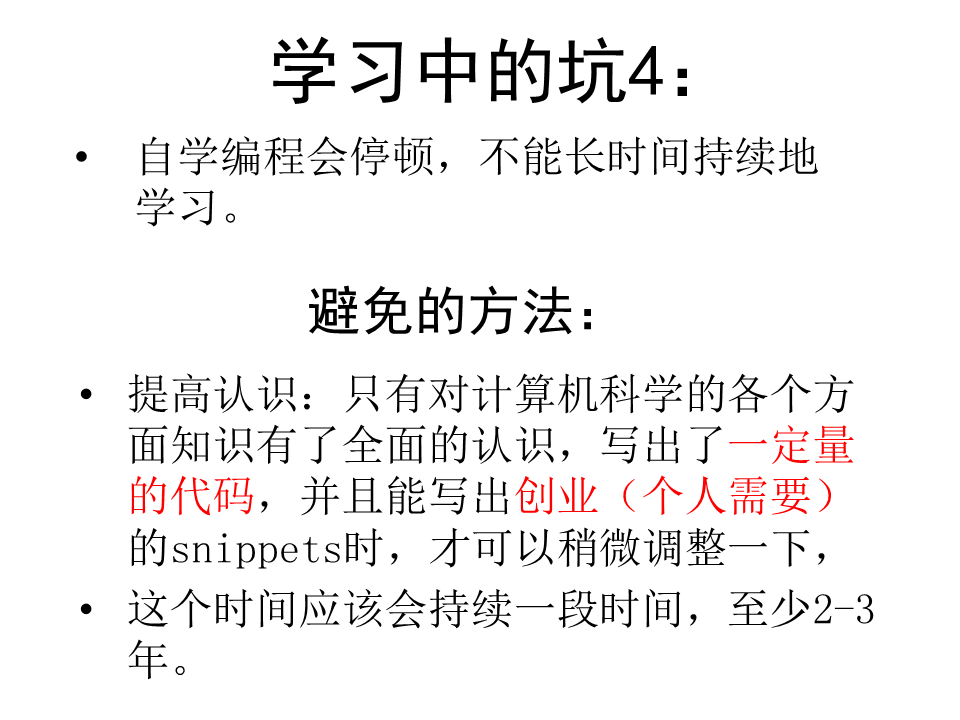 学习中的坑4：
• 自学编程会停顿，不能长时间持续地
学习。
避免的方法：
• 提高认识：只有对计算机科学的各个方
面知识有了全面的认识，写出了一定量
的代码，并且能写出创业（个人需要）
的snippets时，才可以稍微调整一下，
• 这个时间应该会持续一段时间，至少2-3
年。